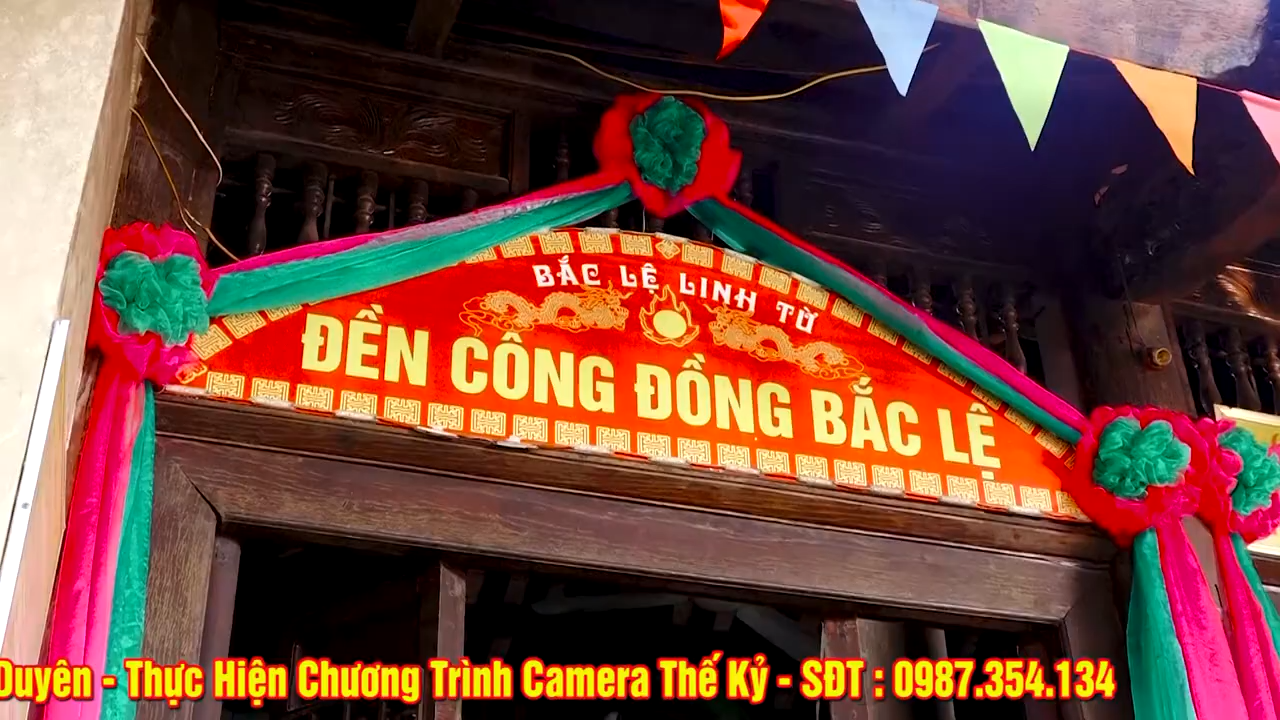 BẮC LỆ LINH TỪ
ĐỀN CÔNG ĐỒNG BẮC LỆ
Duyên - Thực Hiện Chương Trình Camera Thế Kỷ - SĐT : 0987.354.134